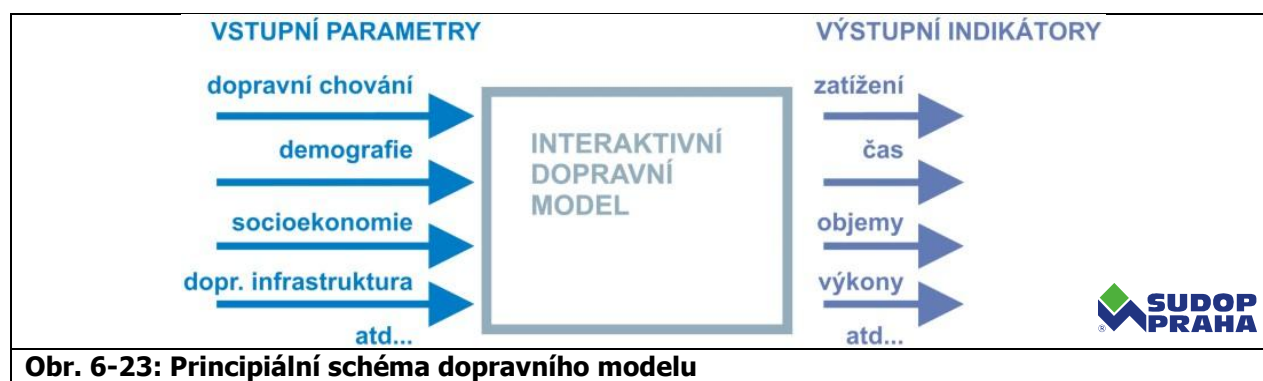 VSTUPNÍ PARAMETRY
dopravní chování
demografie
socioekonomie
dopr. infrastruktura
atd...
INTERAKTIVNÍ
DOPRAVNÍ
MODEL
VÝSTUPNÍ INDIKÁTORY
zatížení
čas
objemy
výkony
atd...
® SUDOP
PRAHA
Obr. 6-23: Principiální schéma dopravního modelu